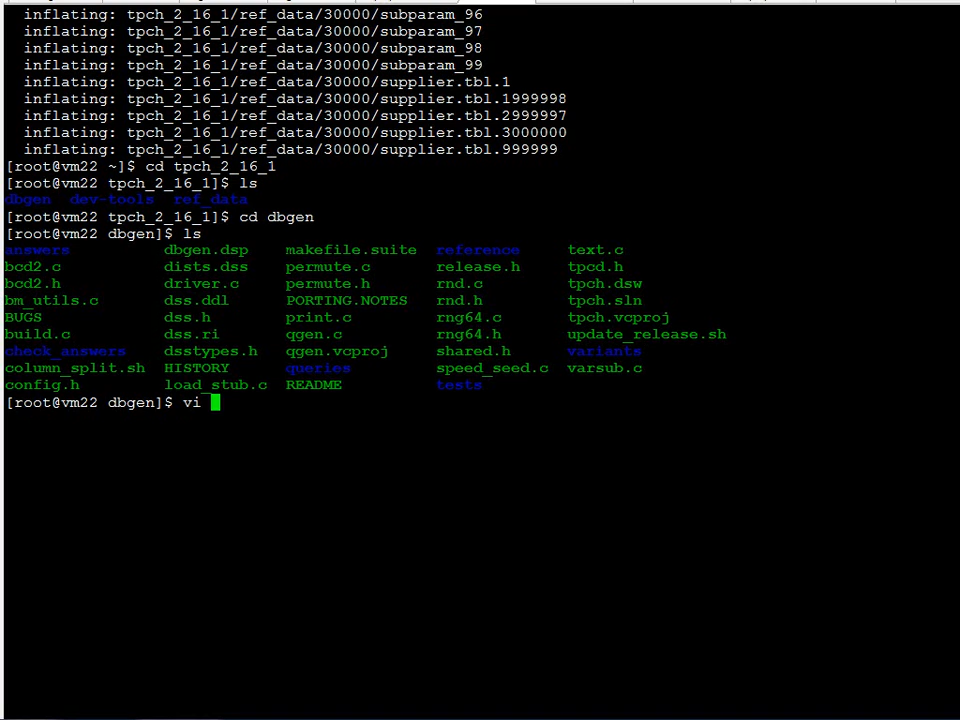 inflating: tpch_2_16_1/ref_data/30000/subparam_96
inflating: tpch_2_16_1/ref_data/30000/subparam_97
inflating: tpch_2_16_1/ref_data/30000/subparam_98
inflating: tpch_2_16_1/ref_data/30000/subparam_99
inflating: tpch_2_16_1/ref_data/30000/supplier.tbl.1
inflating: tpch_2_16_1/ref_data/30000/supplier.tbl.1999998
inflating: tpch_2_16_1/ref_data/30000/supplier.tbl.2999997
inflating: tpch_2_16_1/ref_data/30000/supplier.tbl.3000000
inflating: tpch_2_16_1/ref_data/30000/supplier.tbl.999999
[root@vm22 ~]$ cd tpch_2_16_1
[root@vm22 tpch_2_16_1]$ ls
dbgen dev-tools ref_data
[root@vm22 tpch_2_16_1]$ cd dbgen
[root@vm22 dbgen]$ ls
answers dbgen.dsp makefile.suite reference text.c
bcd2.c dists.dss permute.c release.h tpcd.h
bcd2.h driver.c permute.h rnd.c tpch.dsw
bm_utils.c dss.ddl PORTING.NOTES rnd.h tpch.sln
BUGS dss.h print.c rng64.c tpch.vcproj
build.c dss.ri qgen.c rng64.h update_release.sh
check_answers dsstypes.h qgen.vcproj shared.h variants
column_split.sh HISTORY queries speed_seed.c varsub.c
config.h load_stub.c README tests
[root@vm22 dbgen]$ vi